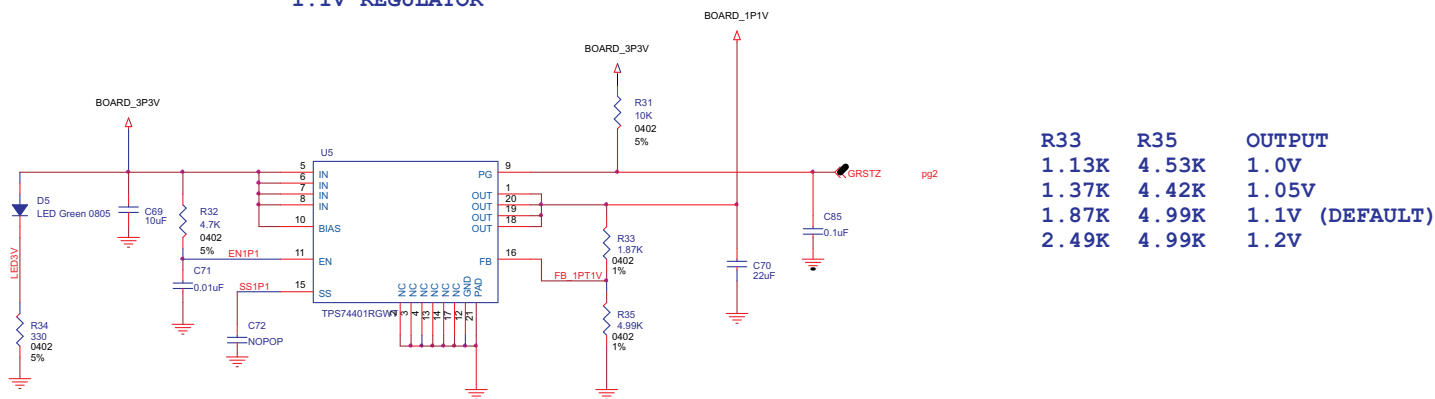 1.1V REGULATOR
BOARD_1P1V
BOARD_3P3V
BOARD_3P3V
R31
10K
0402
5%
U5
5
IN
6
IN
7
IN
8
IN
10
BIAS
11
EN
15
SS
9
PG
1
OUT
20
OUT
19
OUT
18
OUT
16
FB
NC
NC
NC
NC
NC
NC
GND
PAD
3
4
13
14
17
12
21
TPS74401RGW
D5
LED Green 0805
LED3V
R34
330
0402
5%
C69
10uF
R32
4.7K
0402
5%
EN1P1
C71
0.01uF
SS1P1
C72
NOPOP
R33
1.87K
0402
1%
FB_1PT1V
R35
4.99K
0402
1%
C70
22uF
C85
0.1uF
GRSTZ
pg2
R33 R35 OUTPUT
1.13K 4.53K 1.0V
1.37K 4.42K 1.05V
1.87K 4.99K 1.1V (DEFAULT)
2.49K 4.99K 1.2V